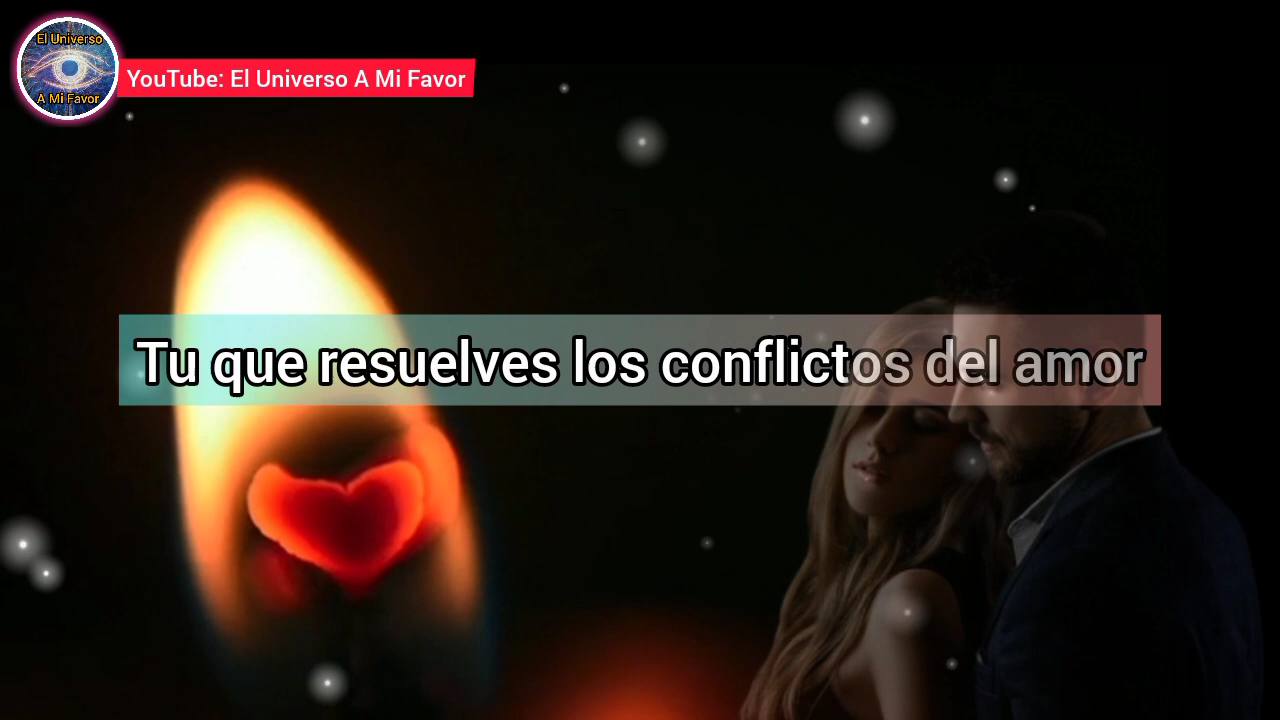 El Universo
A Mi Favor
YouTube: El Universo A Mi Favor
Tu que resuelves los conflictos del amor